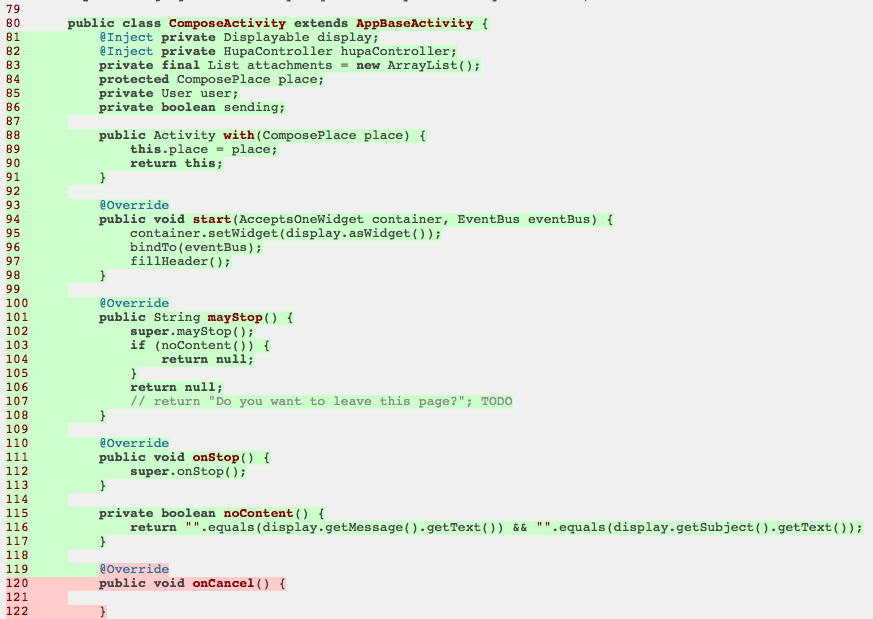 79
80 public class ComposeActivity extends AppBaseActivity {
81 @Inject private Displayable display;
82 @Inject private HupaController hupaController;
83 private final List attachments = new ArrayList();
84 protected ComposePlace place;
85 private User user;
86 private boolean sending;
87
88 public Activity with(ComposePlace place) {
89 this.place = place;
90 return this;
91 }
92
93 @Override
94 public void start(AcceptsOneWidget container, EventBus eventBus) {
95 container.setWidget(display.asWidget());
96 bindTo(eventBus);
97 fillHeader();
98 }
99
100 @Override
101 public String mayStop() {
102 super.mayStop();
103 if (noContent()) {
104 return null;
105 }
106 return null;
107 // return "Do you want to leave this page?"; TODO
108 }
109
110 @Override
111 public void onStop() {
112 super.onStop();
113 }
114
115 private boolean noContent() {
116 return "".equals(display.getMessage().getText()) && "".equals(display.getSubject().getText());
117 }
118
119 @Override
120 public void onCancel() {
121
122 }